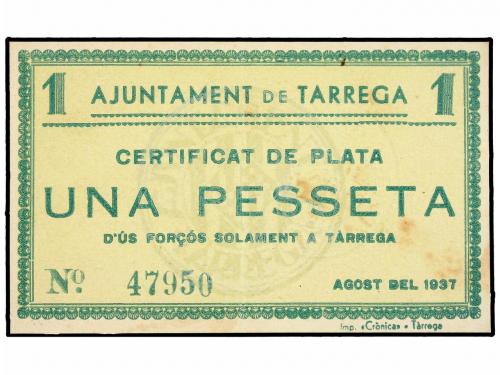 1 AJUNTAMENT DE TARREGA 1
CERTIFICAT DE PLATA
UNA PESSETA
D'ÚS FORÇÓS SOLAMENT A TÀRREGA
Nº 47950 AGOST DEL 1937
Imp. «Crònica» • Tàrrega